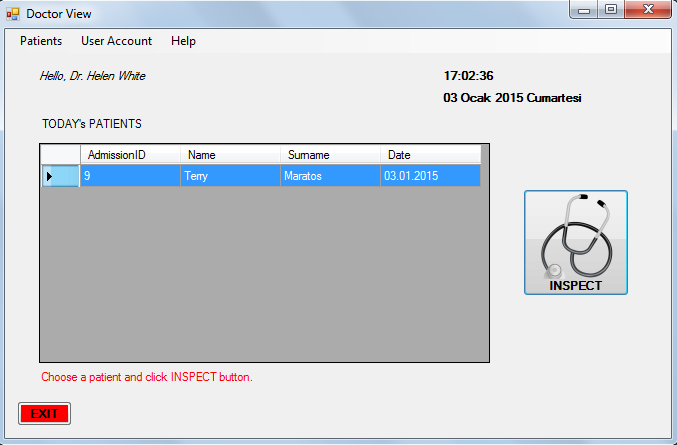 Doctor View
Patients User Account Help
Hello, Dr. Helen White
17:02:36
03 Ocak 2015 Cumartesi
TODAY's PATIENTS
AdmissionID Name Surname Date
9 Terry Maratos 03.01.2015
INSPECT
Choose a patient and click INSPECT button.
EXIT